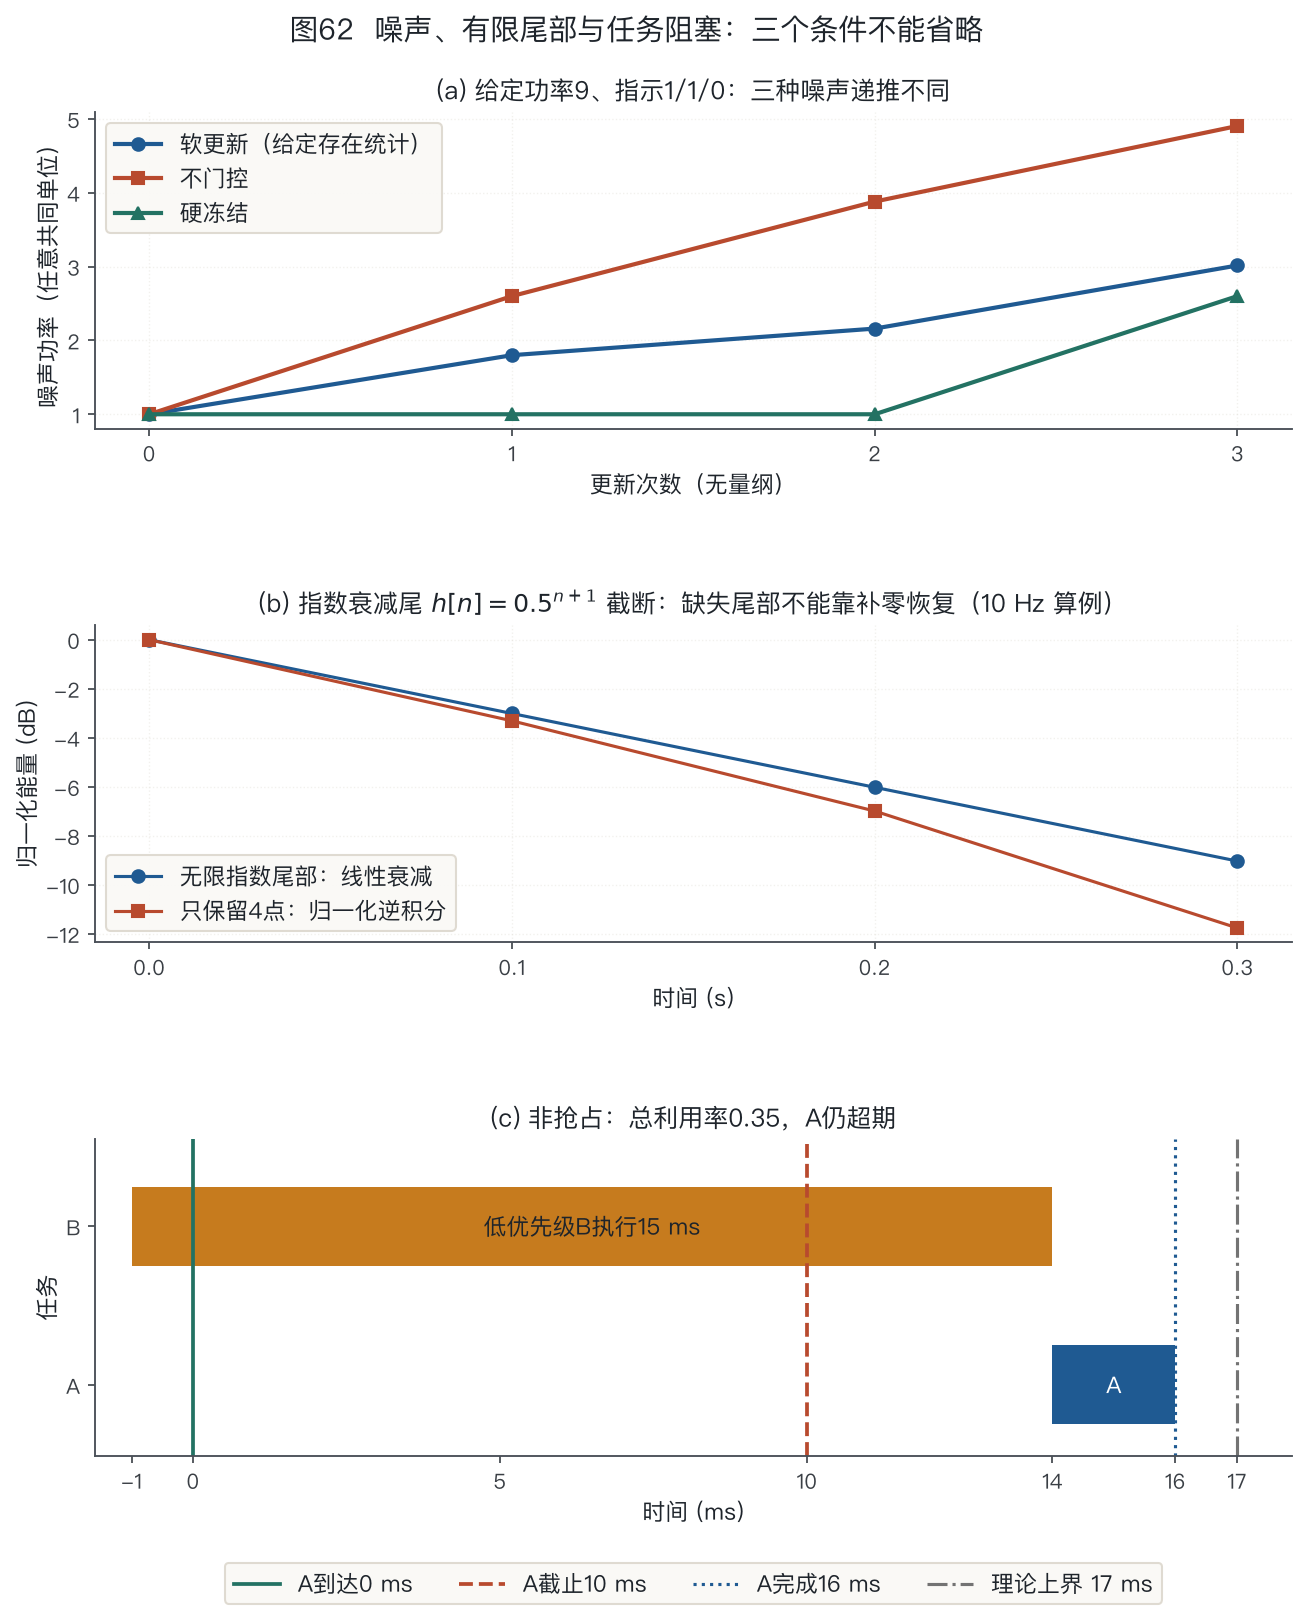 图62 噪声、有限尾部与任务阻塞：三个条件不能省略
(a) 给定功率9、指示1/1/0：三种噪声递推不同
软更新（给定存在统计）
不门控
硬冻结
噪声功率（任意共同单位）
5
4
3
2
1
0 1 2 3
更新次数（无量纲）
(b) 指数衰减尾 h[n] = 0.5^{n+1} 截断：缺失尾部不能靠补零恢复（10 Hz 算例）
归一化能量 (dB)
0
−2
−4
−6
−8
−10
−12
无限指数尾部：线性衰减
只保留4点：归一化逆积分
0.0 0.1 0.2 0.3
时间 (s)
(c) 非抢占：总利用率0.35，A仍超期
任务
B
低优先级B执行15 ms
A
A
−1 0 5 10 14 16 17
时间 (ms)
A到达0 ms A截止10 ms A完成16 ms 理论上界 17 ms